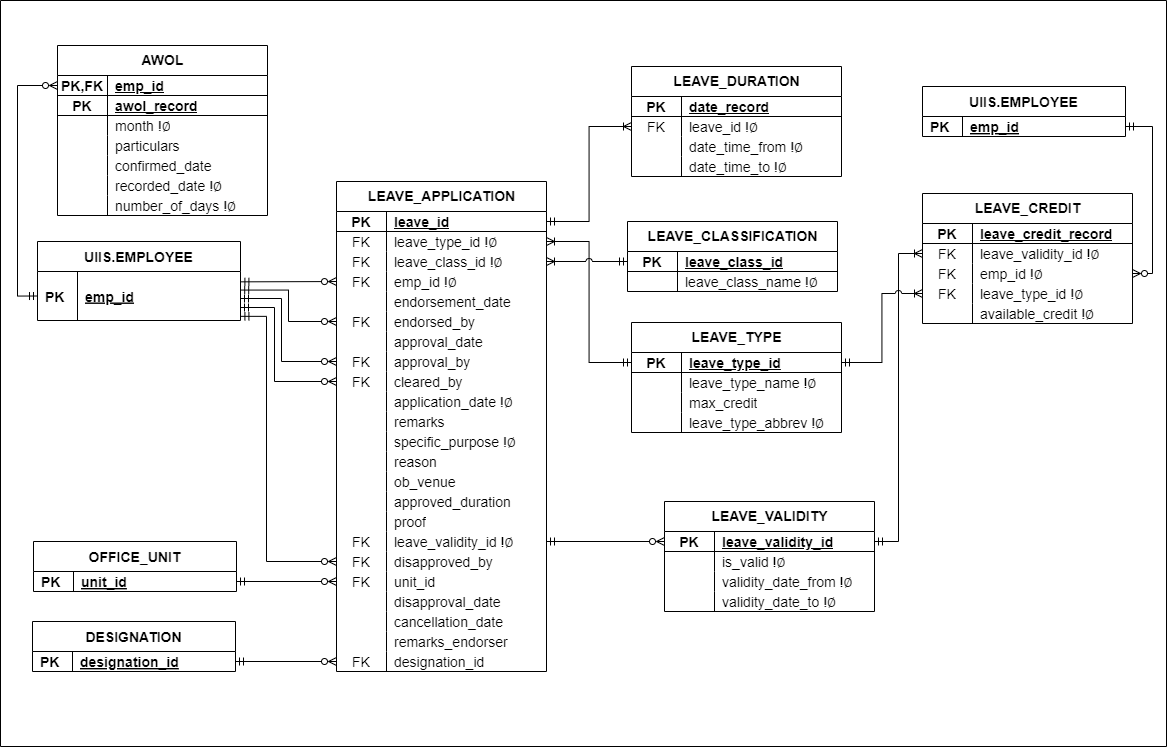 AWOL
PK,FK emp_id
PK awol_record
month !Ø
particulars
confirmed_date
recorded_date !Ø
number_of_days !Ø
UIIS.EMPLOYEE
PK emp_id
OFFICE_UNIT
PK unit_id
DESIGNATION
PK designation_id
LEAVE_APPLICATION
PK leave_id
FK leave_type_id !Ø
FK leave_class_id !Ø
FK emp_id !Ø
endorsement_date
FK endorsed_by
approval_date
FK approval_by
FK cleared_by
application_date !Ø
remarks
specific_purpose !Ø
reason
ob_venue
approved_duration
proof
FK leave_validity_id !Ø
FK disapproved_by
FK unit_id
disapproval_date
cancellation_date
remarks_endorser
FK designation_id
LEAVE_DURATION
PK date_record
FK leave_id !Ø
date_time_from !Ø
date_time_to !Ø
LEAVE_CLASSIFICATION
PK leave_class_id
leave_class_name !Ø
LEAVE_TYPE
PK leave_type_id
leave_type_name !Ø
max_credit
leave_type_abbrev !Ø
LEAVE_VALIDITY
PK leave_validity_id
is_valid !Ø
validity_date_from !Ø
validity_date_to !Ø
UIIS.EMPLOYEE
PK emp_id
LEAVE_CREDIT
PK leave_credit_record
FK leave_validity_id !Ø
FK emp_id !Ø
FK leave_type_id !Ø
available_credit !Ø